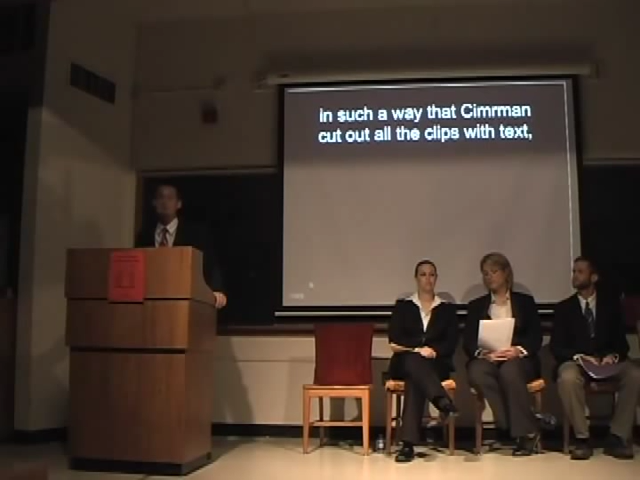 in such a way that Cimrman
cut out all the clips with text,